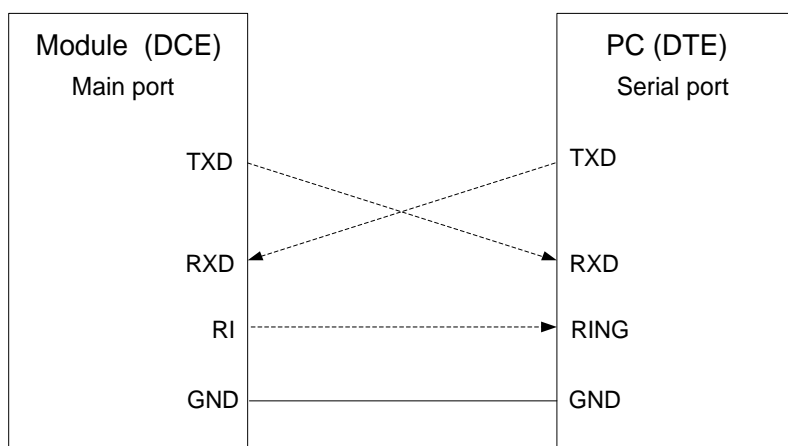 Module (DCE)
Main port
TXD
RXD
RI
GND
PC (DTE)
Serial port
TXD
RXD
RING
GND